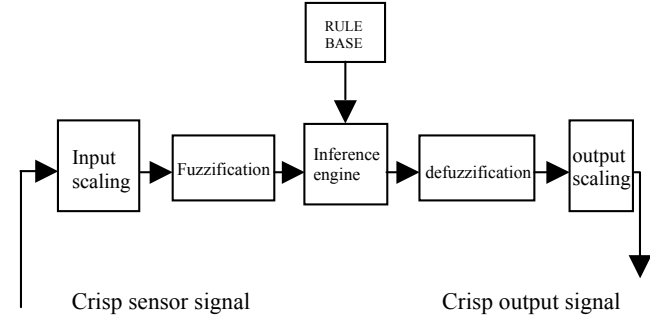 RULE
BASE
Input
scaling
Fuzzification
Inference
engine
defuzzification
output
scaling
Crisp sensor signal
Crisp output signal